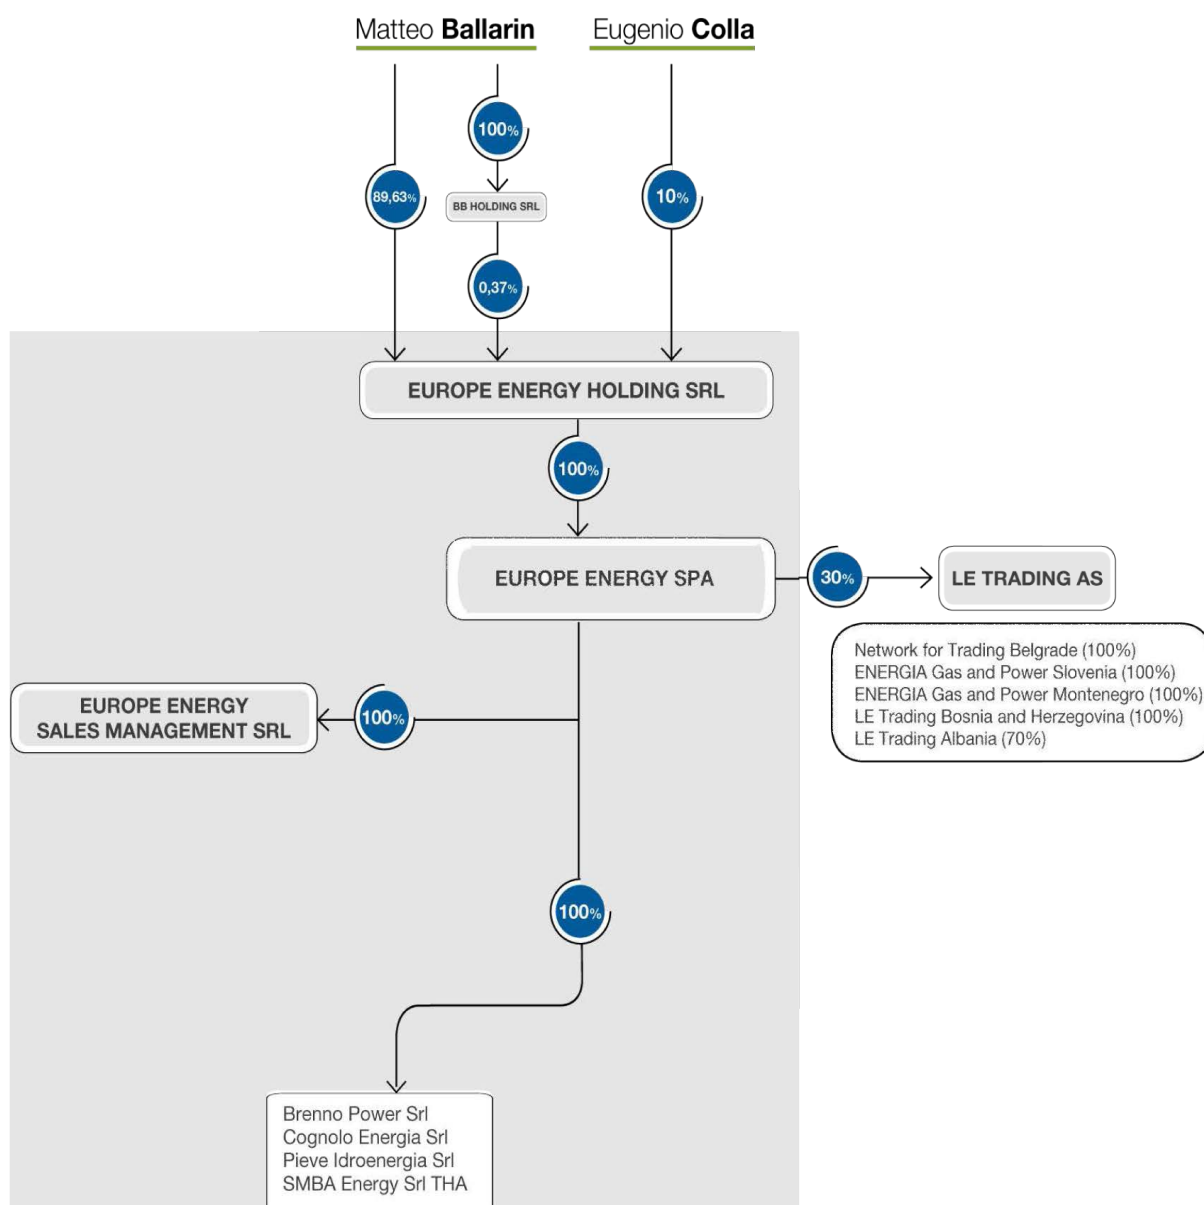 Matteo Ballarin
Eugenio Colla
100%
89,63%
10%
BB HOLDING SRL
0,37%
EUROPE ENERGY HOLDING SRL
100%
EUROPE ENERGY SPA
30%
LE TRADING AS
Network for Trading Belgrade (100%)
ENERGIA Gas and Power Slovenia (100%)
ENERGIA Gas and Power Montenegro (100%)
LE Trading Bosnia and Herzegovina (100%)
LE Trading Albania (70%)
EUROPE ENERGY
SALES MANAGEMENT SRL
100%
100%
Brenno Power Srl
Cognolo Energia Srl
Pieve Idroenergia Srl
SMBA Energy Srl THA